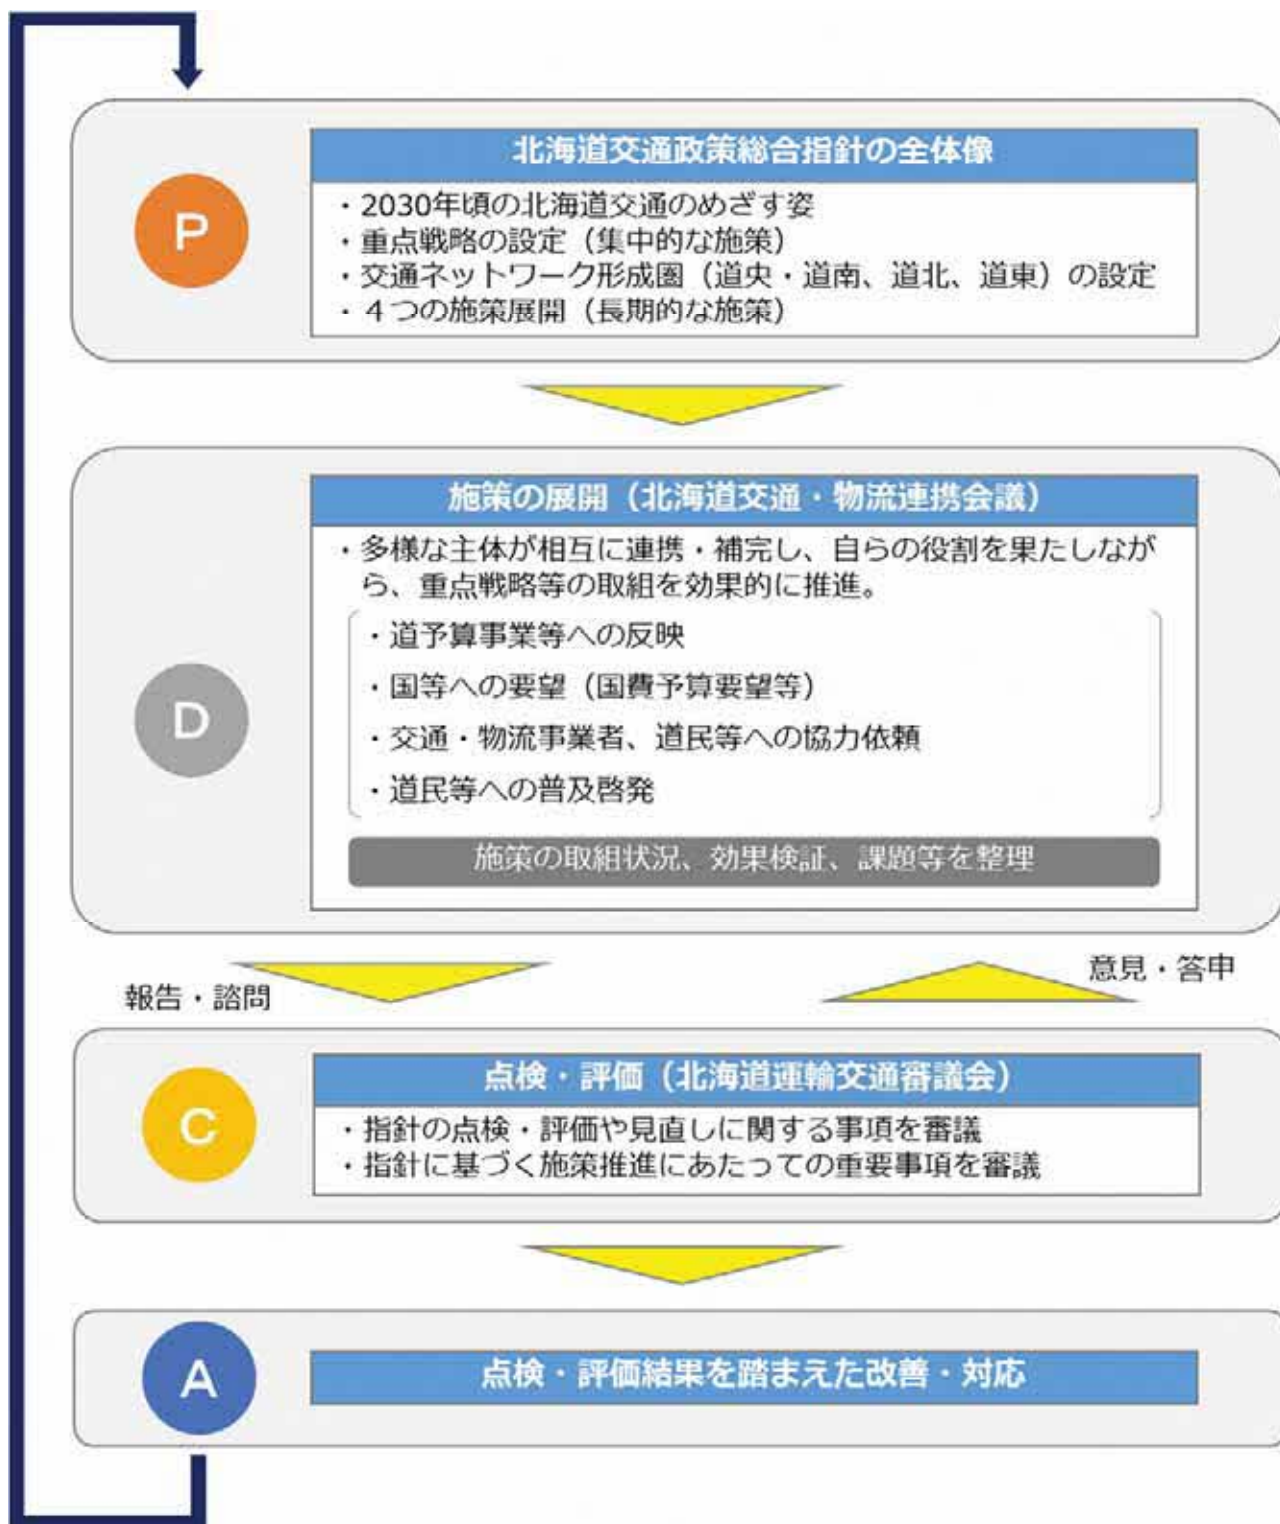 P
北海道交通政策総合指針の全体像
・2030年頃の北海道交通のめざす姿
・重点戦略の設定（集中的な施策）
・交通ネットワーク形成圏（道央・道南、道北、道東）の設定
・４つの施策展開（長期的な施策）
D
施策の展開（北海道交通・物流連携会議）
・多様な主体が相互に連携・補完し、自らの役割を果たしなが
ら、重点戦略等の取組を効果的に推進。
・道予算事業等への反映
・国等への要望（国費予算要望等）
・交通・物流事業者、道民等への協力依頼
・道民等への普及啓発
施策の取組状況、効果検証、課題等を整理
報告・諮問
意見・答申
C
点検・評価（北海道運輸交通審議会）
・指針の点検・評価や見直しに関する事項を審議
・指針に基づく施策推進にあたっての重要事項を審議
A
点検・評価結果を踏まえた改善・対応